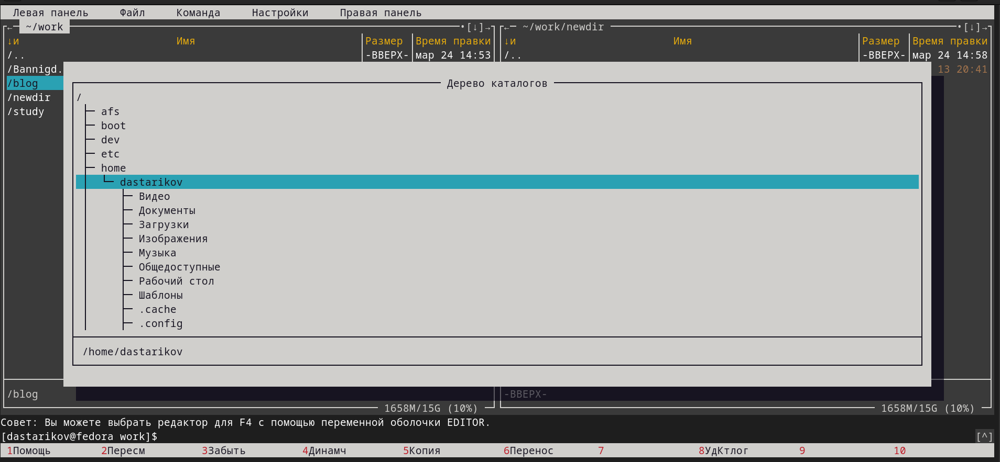 Левая панель Файл Команда Настройки Правая панель
~/work •[↓] ~/work/newdir •[↓]
↓и Имя Размер Время правки ↓и Имя Размер Время правки
/.. -ВВЕРХ- мар 24 14:53 /.. -ВВЕРХ- мар 24 14:58
/Bannigd. 13 20:41
/blog Дерево каталогов
/newdir /
/study afs
boot
dev
etc
home
dastarikov
Видео
Документы
Загрузки
Изображения
Музыка
Общедоступные
Рабочий стол
Шаблоны
.cache
.config
/home/dastarikov
/blog -ВВЕРХ-
1658M/15G (10%) 1658M/15G (10%)
Совет: Вы можете выбрать редактор для F4 с помощью переменной оболочки EDITOR.
[dastarikov@fedora work]$ [^]
1Помощь 2Пересм 3Забыть 4Динамч 5Копия 6Перенос 7 8УдКтлог 9 10